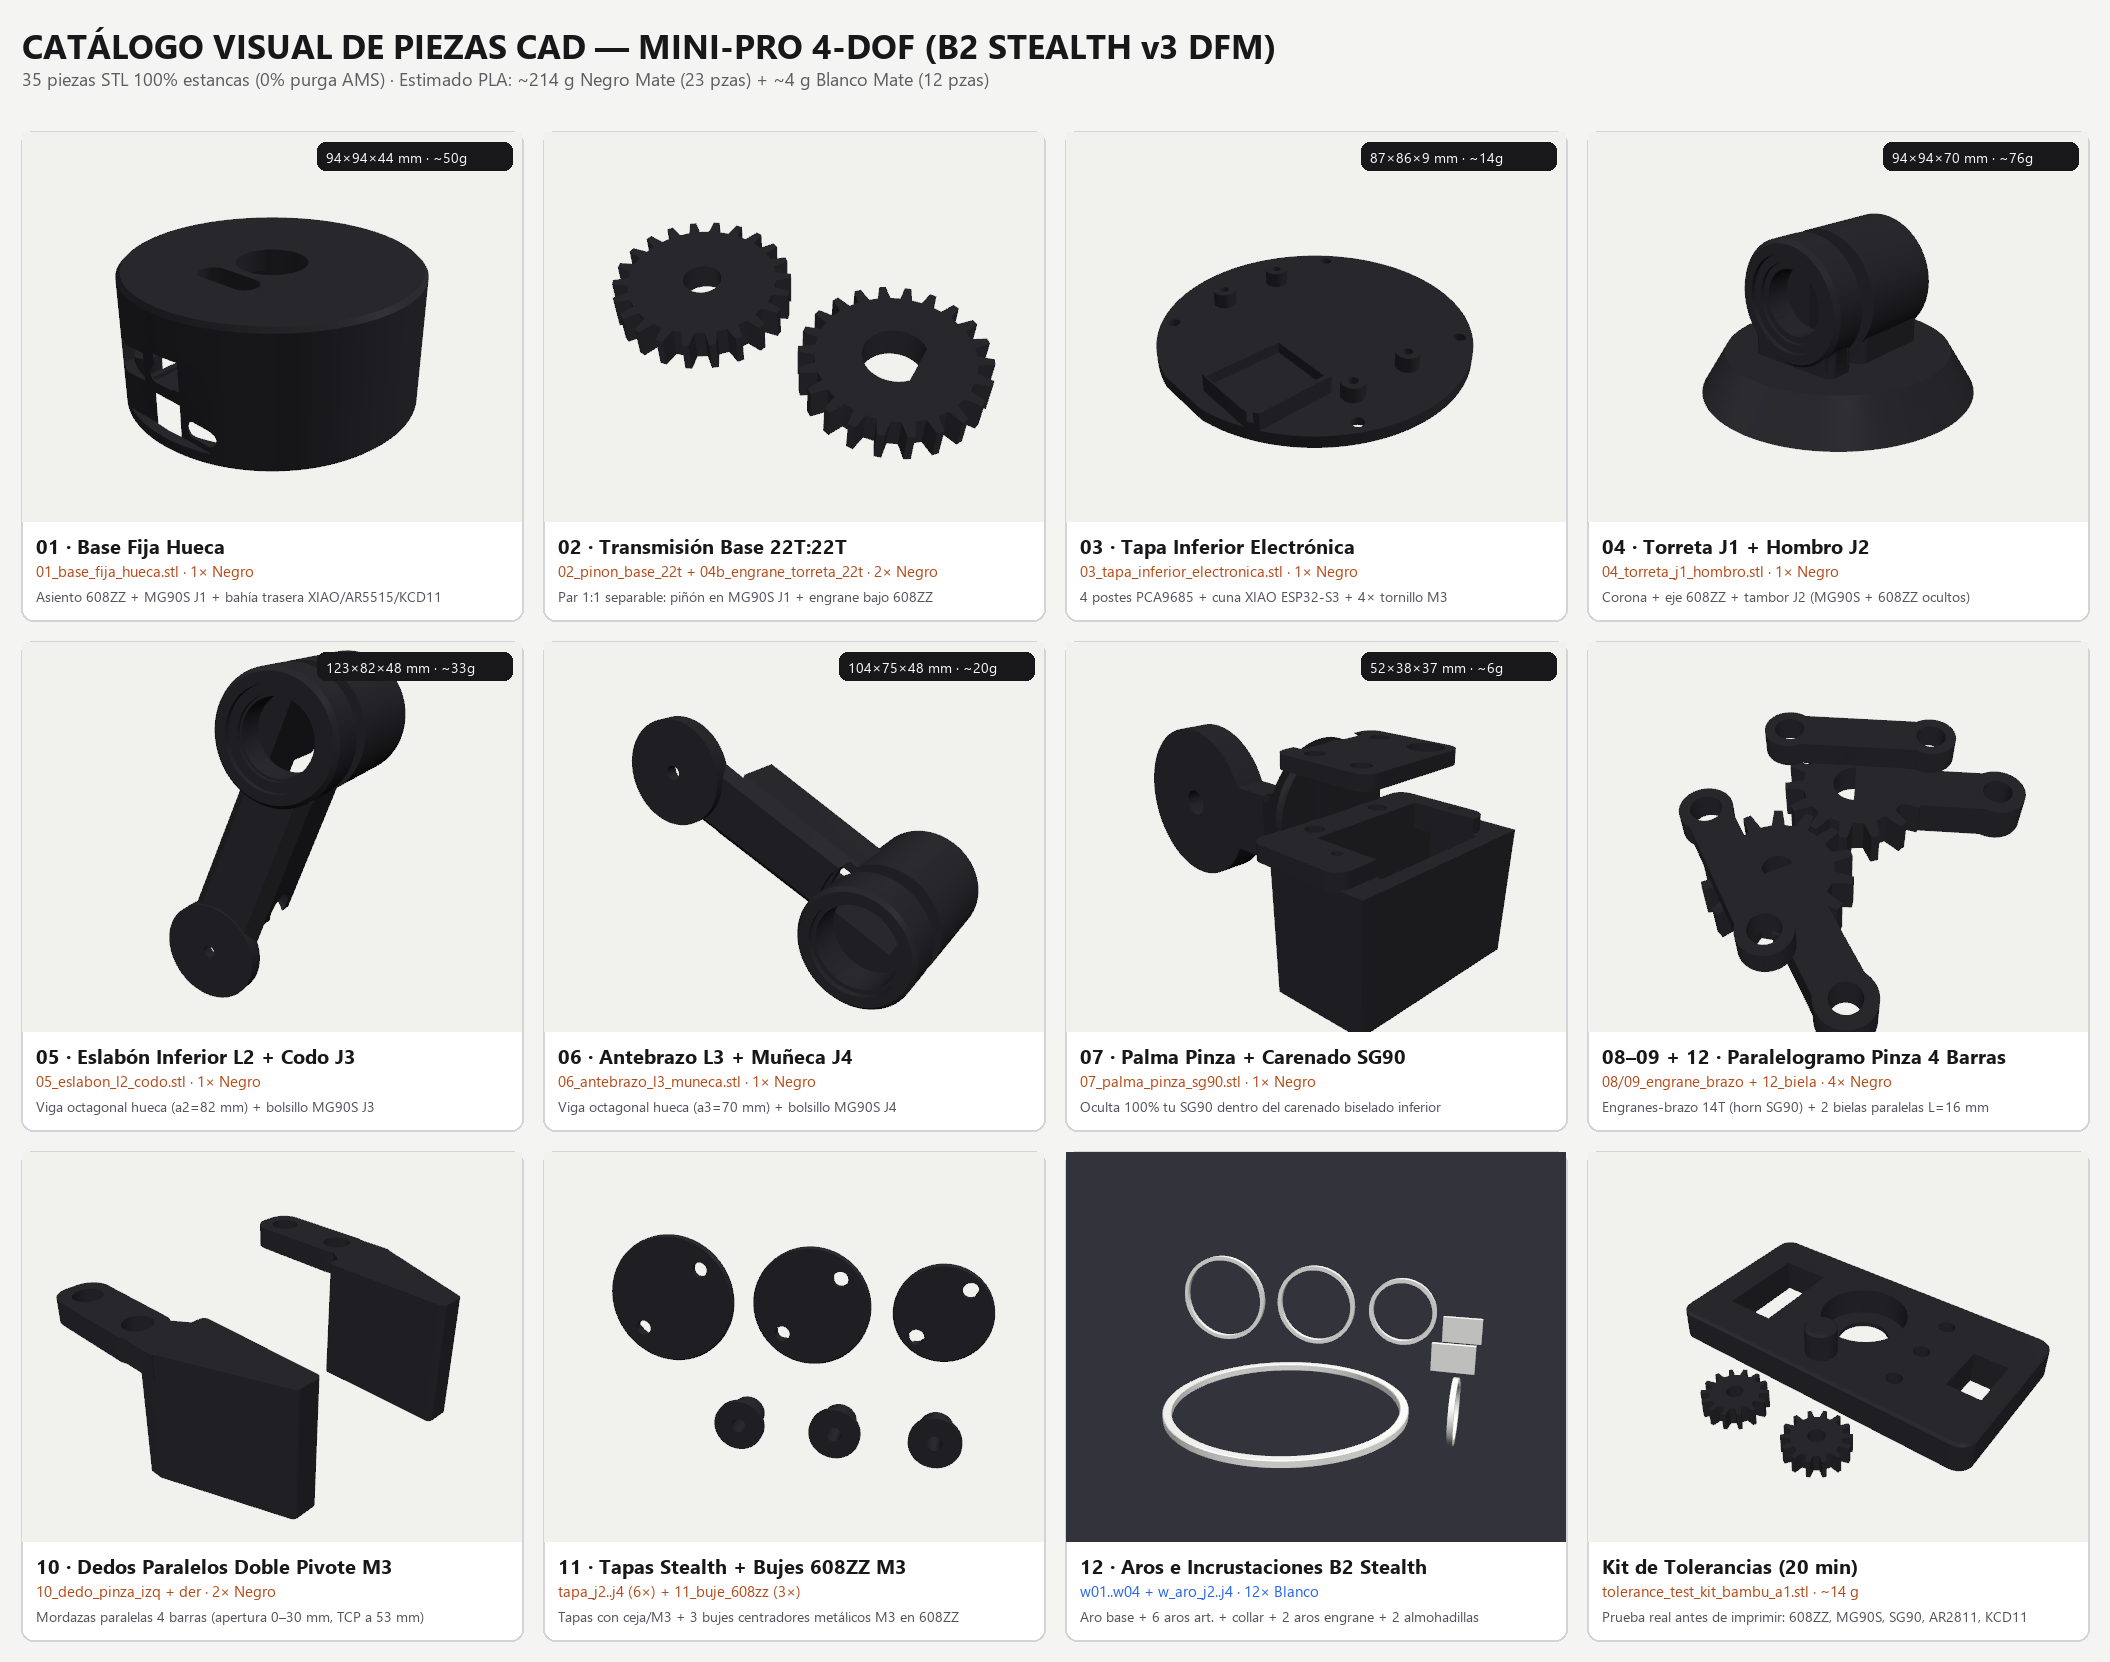 CATÁLOGO VISUAL DE PIEZAS CAD — MINI-PRO 4-DOF (B2 STEALTH v3 DFM)
35 piezas STL 100% estancas (0% purga AMS) · Estimado PLA: ~214 g Negro Mate (23 pzas) + ~4 g Blanco Mate (12 pzas)
94×94×44 mm · ~50g
01 · Base Fija Hueca
01_base_fija_hueca.stl · 1× Negro
Asiento 608ZZ + MG90S J1 + bahía trasera XIAO/AR5515/KCD11
02 · Transmisión Base 22T:22T
02_pinon_base_22t + 04b_engrane_torreta_22t · 2× Negro
Par 1:1 separable: piñón en MG90S J1 + engrane bajo 608ZZ
87×86×9 mm · ~14g
03 · Tapa Inferior Electrónica
03_tapa_inferior_electronica.stl · 1× Negro
4 postes PCA9685 + cuna XIAO ESP32-S3 + 4× tornillo M3
94×94×70 mm · ~76g
04 · Torreta J1 + Hombro J2
04_torreta_j1_hombro.stl · 1× Negro
Corona + eje 608ZZ + tambor J2 (MG90S + 608ZZ ocultos)
123×82×48 mm · ~33g
05 · Eslabón Inferior L2 + Codo J3
05_eslabon_l2_codo.stl · 1× Negro
Viga octagonal hueca (a2=82 mm) + bolsillo MG90S J3
104×75×48 mm · ~20g
06 · Antebrazo L3 + Muñeca J4
06_antebrazo_l3_muneca.stl · 1× Negro
Viga octagonal hueca (a3=70 mm) + bolsillo MG90S J4
52×38×37 mm · ~6g
07 · Palma Pinza + Carenado SG90
07_palma_pinza_sg90.stl · 1× Negro
Oculta 100% tu SG90 dentro del carenado biselado inferior
08–09 + 12 · Paralelogramo Pinza 4 Barras
08/09_engrane_brazo + 12_biela · 4× Negro
Engranes-brazo 14T (horn SG90) + 2 bielas paralelas L=16 mm
10 · Dedos Paralelos Doble Pivote M3
10_dedo_pinza_izq + der · 2× Negro
Mordazas paralelas 4 barras (apertura 0–30 mm, TCP a 53 mm)
11 · Tapas Stealth + Bujes 608ZZ M3
tapa_j2..j4 (6×) + 11_buje_608zz (3×)
Tapas con ceja/M3 + 3 bujes centradores metálicos M3 en 608ZZ
12 · Aros e Incrustaciones B2 Stealth
w01..w04 + w_aro_j2..j4 · 12× Blanco
Aro base + 6 aros art. + collar + 2 aros engrane + 2 almohadillas
Kit de Tolerancias (20 min)
tolerance_test_kit_bambu_a1.stl · ~14 g
Prueba real antes de imprimir: 608ZZ, MG90S, SG90, AR2811, KCD11